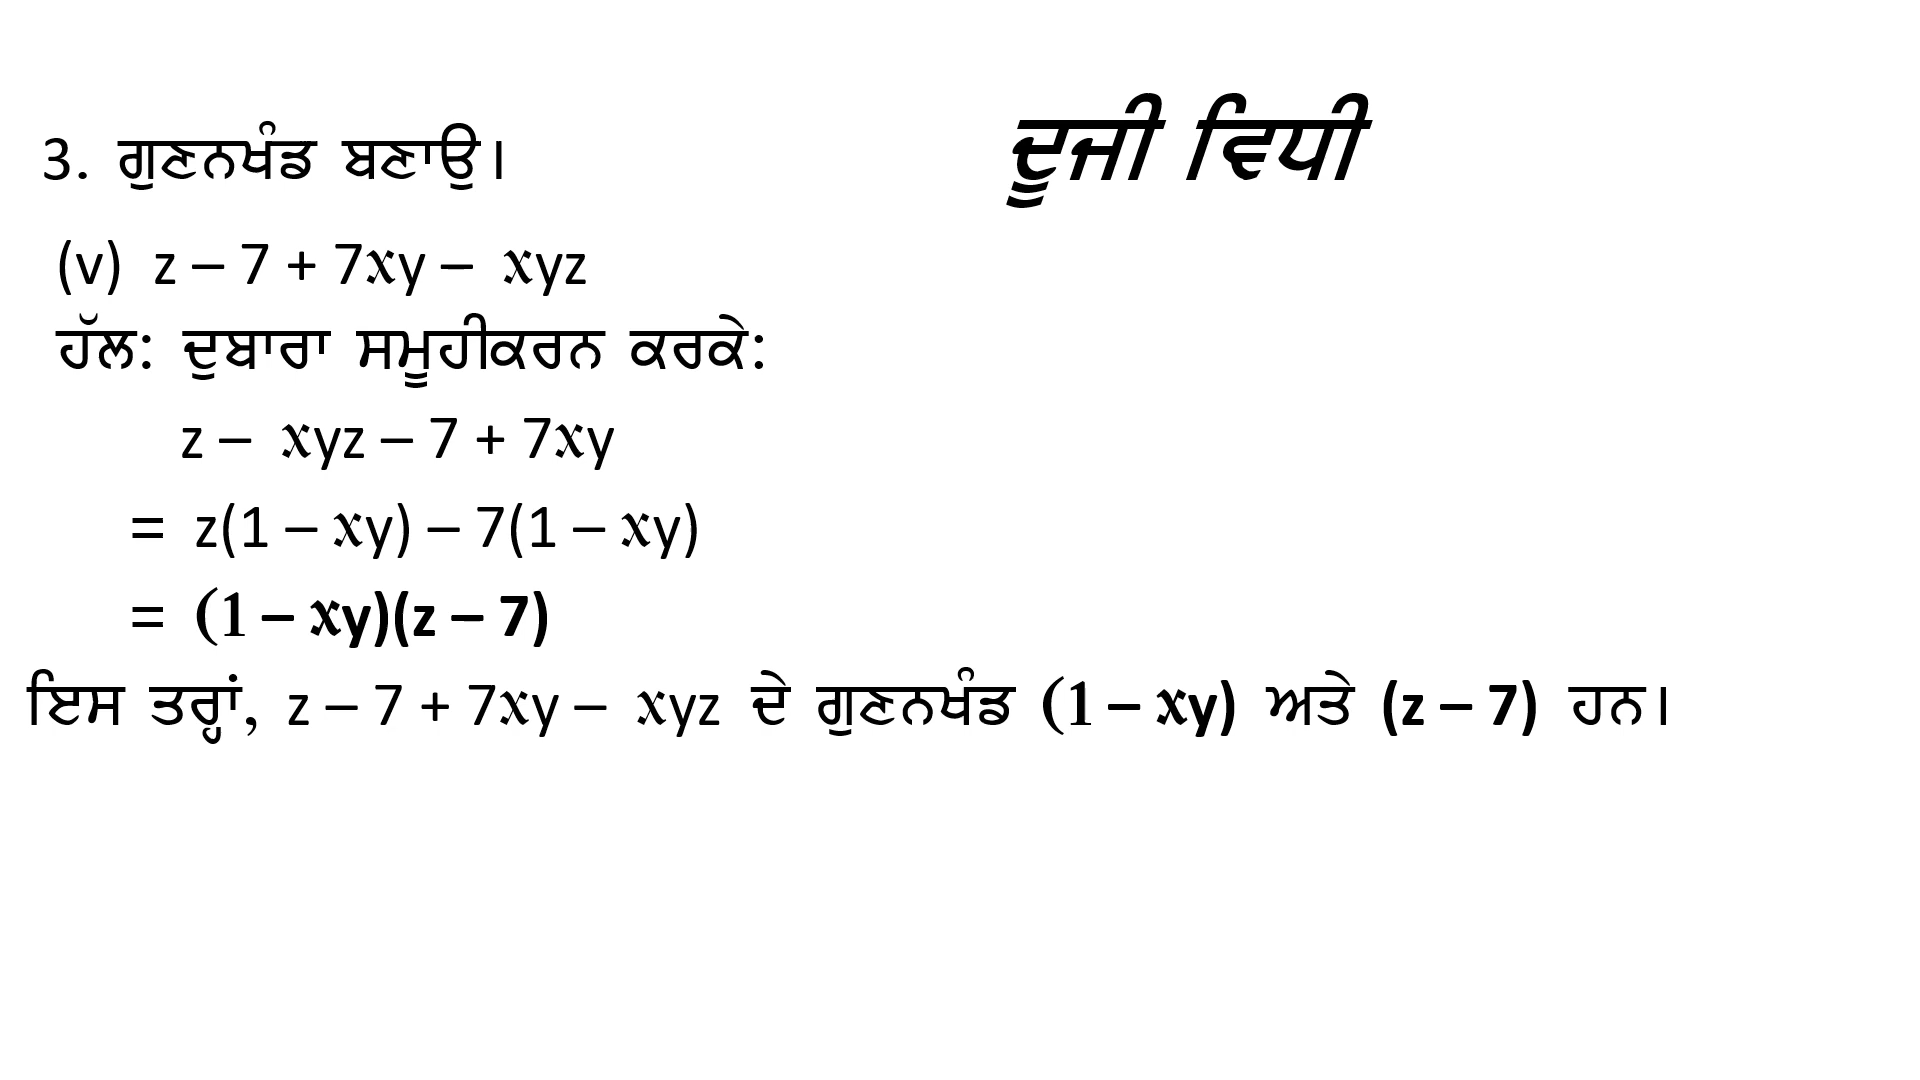 3. ਗੁਣਨਖੰਡ ਬਣਾਉ।
ਦੂਜੀ ਵਿਧੀ
(v) z – 7 + 7xy – xyz
ਹੱਲ: ਦੁਬਾਰਾ ਸਮੂਹੀਕਰਨ ਕਰਕੇ:
z – xyz – 7 + 7xy
= z(1 – xy) – 7(1 – xy)
= (1 – xy)(z – 7)
ਇਸ ਤਰ੍ਹਾਂ, z – 7 + 7xy – xyz ਦੇ ਗੁਣਨਖੰਡ (1 – xy) ਅਤੇ (z – 7) ਹਨ।